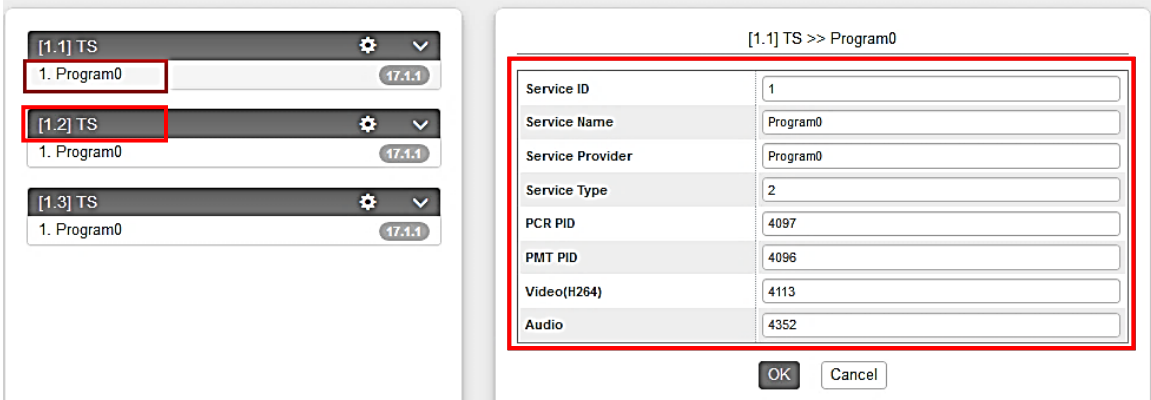 [1.1] TS
1. Program0 17.1.1
[1.2] TS
1. Program0 17.1.1
[1.3] TS
1. Program0 17.1.1
[1.1] TS >> Program0
Service ID 1
Service Name Program0
Service Provider Program0
Service Type 2
PCR PID 4097
PMT PID 4096
Video(H264) 4113
Audio 4352
OK Cancel